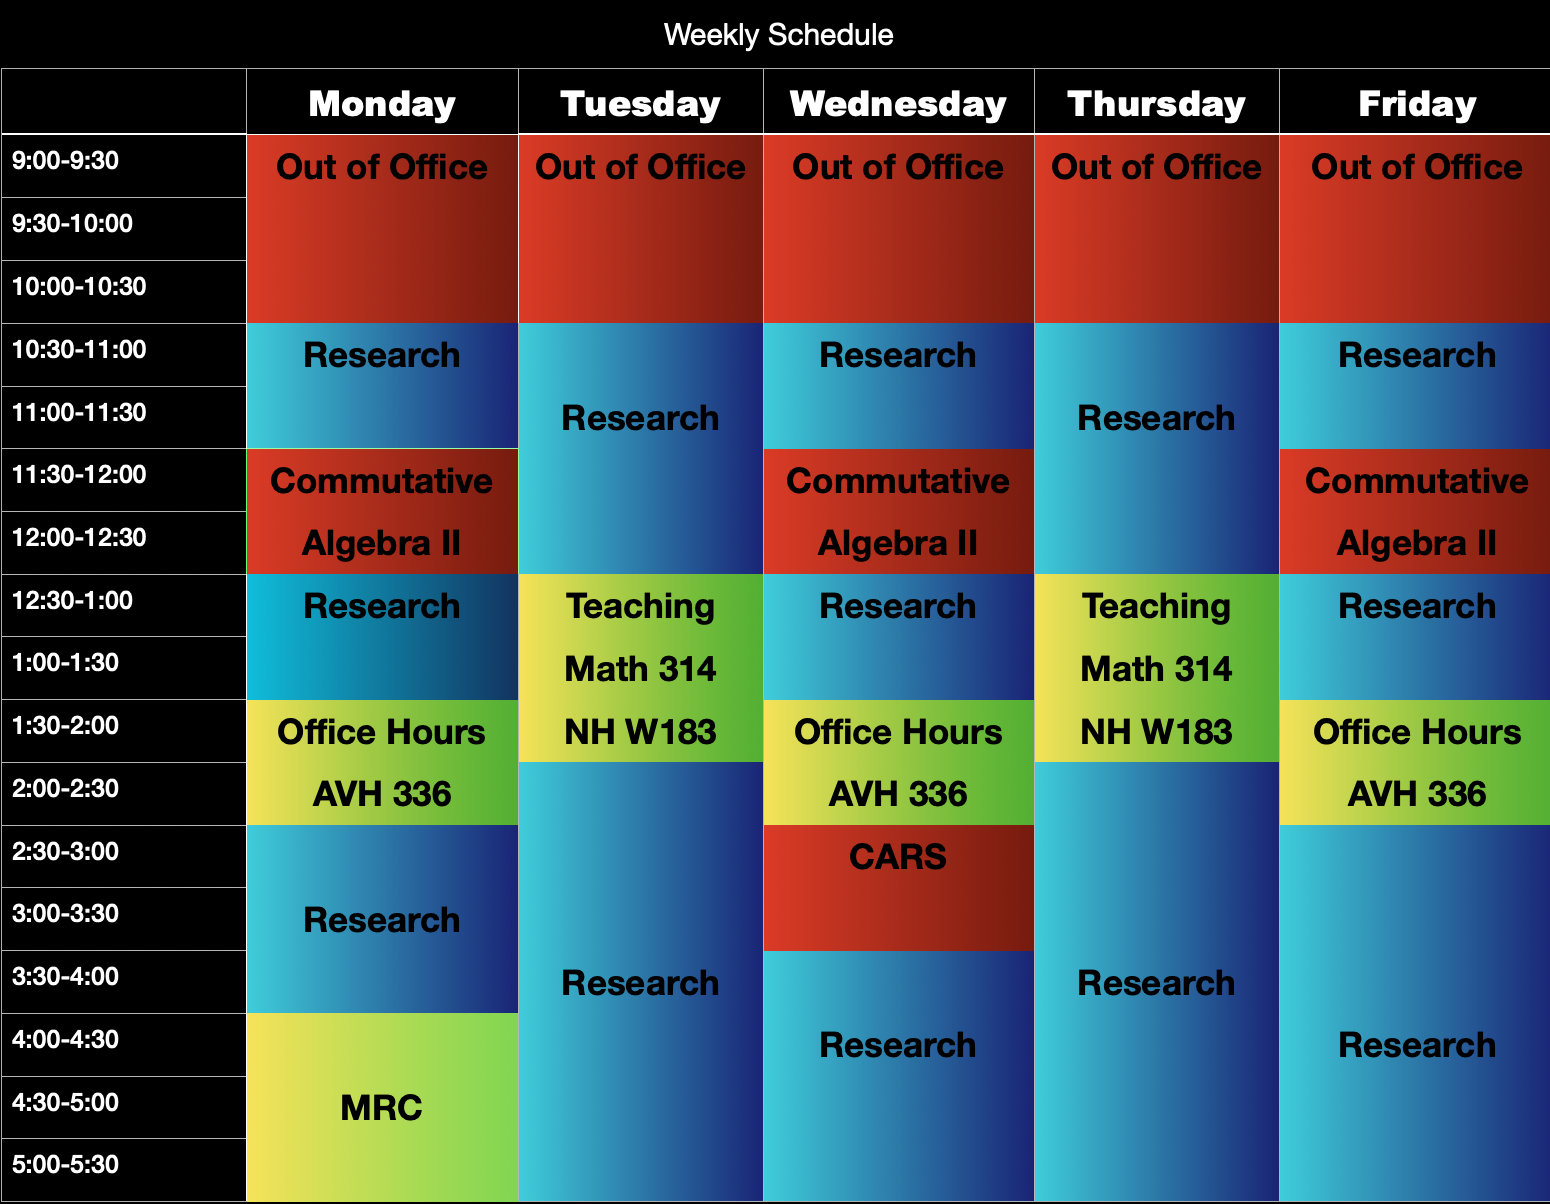 Weekly Schedule
Monday Tuesday Wednesday Thursday Friday
9:00-9:30 Out of Office Out of Office Out of Office Out of Office Out of Office
9:30-10:00
10:00-10:30
10:30-11:00 Research Research Research
11:00-11:30 Research Research
11:30-12:00 Commutative Commutative Commutative
12:00-12:30 Algebra II Algebra II Algebra II
12:30-1:00 Research Teaching Research Teaching Research
1:00-1:30 Math 314 Math 314
1:30-2:00 Office Hours NH W183 Office Hours NH W183 Office Hours
2:00-2:30 AVH 336 AVH 336 AVH 336
2:30-3:00 CARS
3:00-3:30 Research
3:30-4:00 Research Research
4:00-4:30 Research Research
4:30-5:00 MRC
5:00-5:30